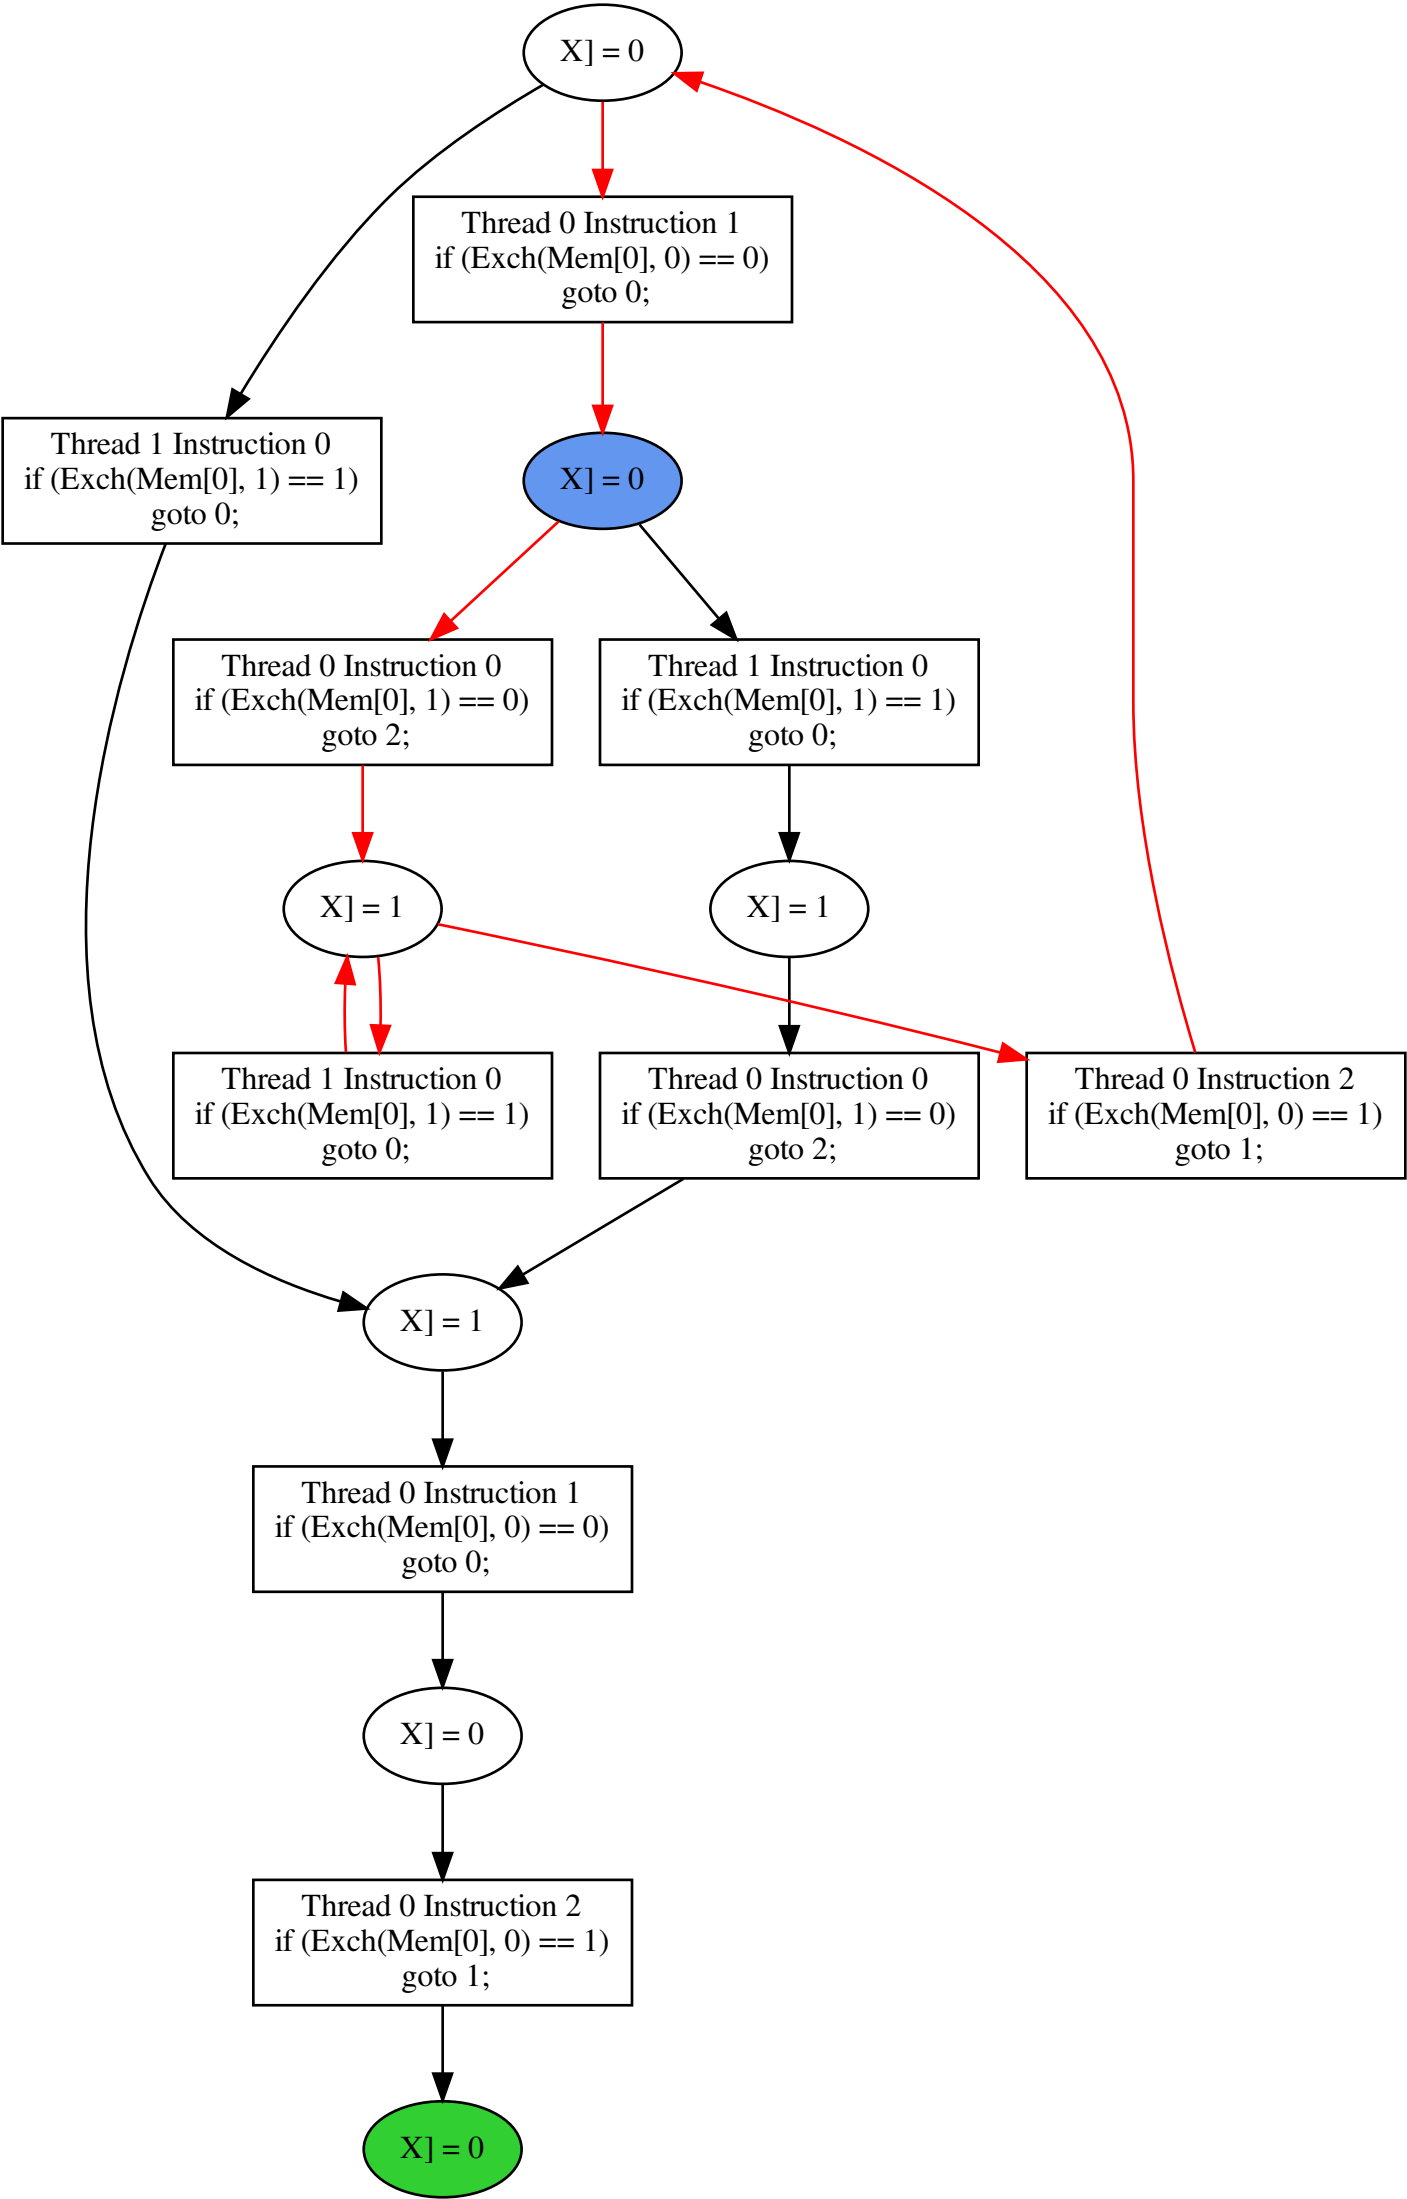 X] = 0
Thread 0 Instruction 1
if (Exch(Mem[0], 0) == 0)
goto 0;
Thread 1 Instruction 0
if (Exch(Mem[0], 1) == 1)
goto 0;
X] = 0
Thread 0 Instruction 0
if (Exch(Mem[0], 1) == 0)
goto 2;
Thread 1 Instruction 0
if (Exch(Mem[0], 1) == 1)
goto 0;
X] = 1
X] = 1
Thread 1 Instruction 0
if (Exch(Mem[0], 1) == 1)
goto 0;
Thread 0 Instruction 0
if (Exch(Mem[0], 1) == 0)
goto 2;
Thread 0 Instruction 2
if (Exch(Mem[0], 0) == 1)
goto 1;
X] = 1
Thread 0 Instruction 1
if (Exch(Mem[0], 0) == 0)
goto 0;
X] = 0
Thread 0 Instruction 2
if (Exch(Mem[0], 0) == 1)
goto 1;
X] = 0